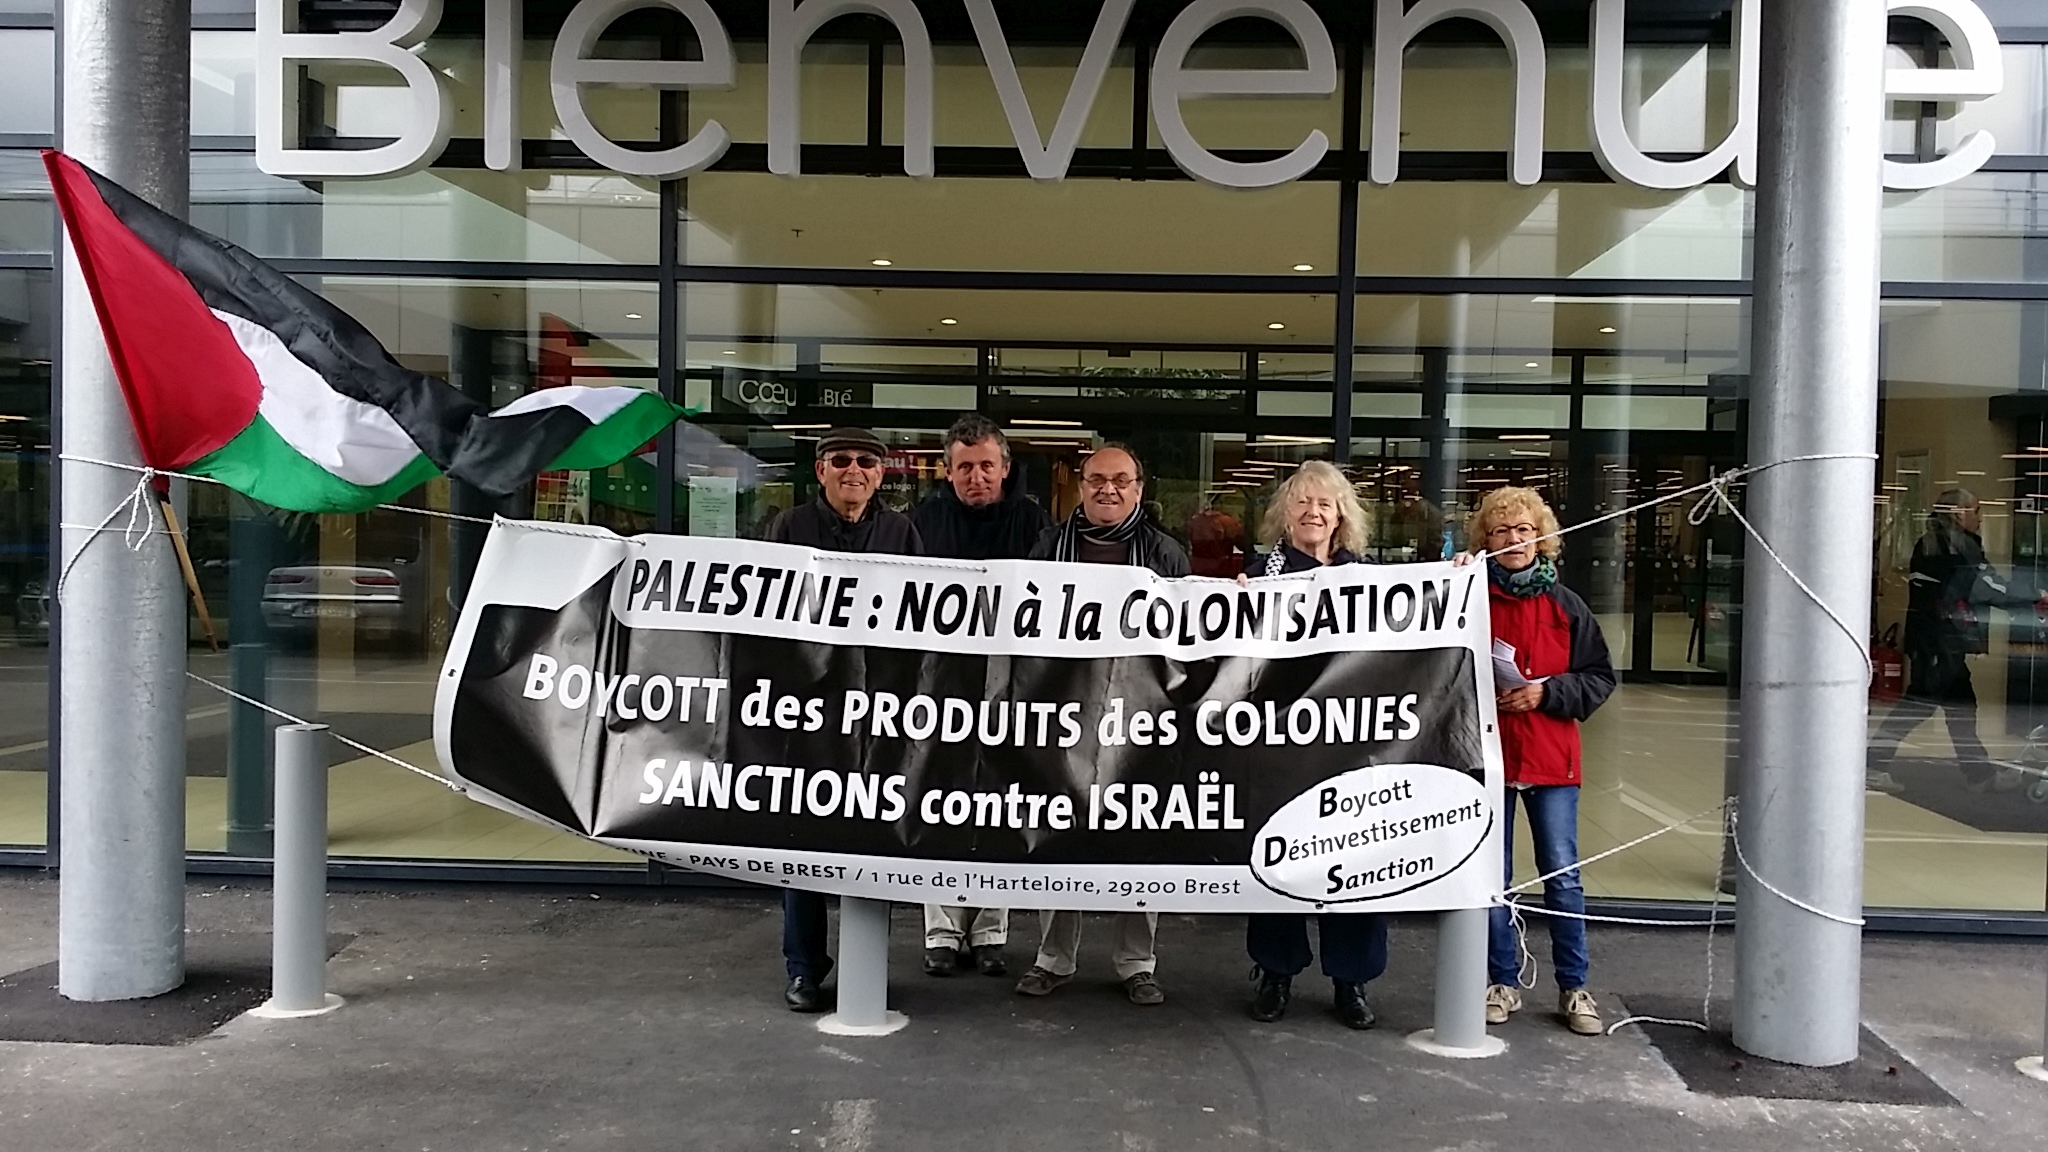 Bienvenue
Cœu
PALESTINE : NON à la COLONISATION !
BOYCOTT des PRODUITS des COLONIES
SANCTIONS contre ISRAËL
Boycott
Désinvestissement
Sanction
- PAYS DE BREST / 1 rue de l'Harteloire, 29200 Brest